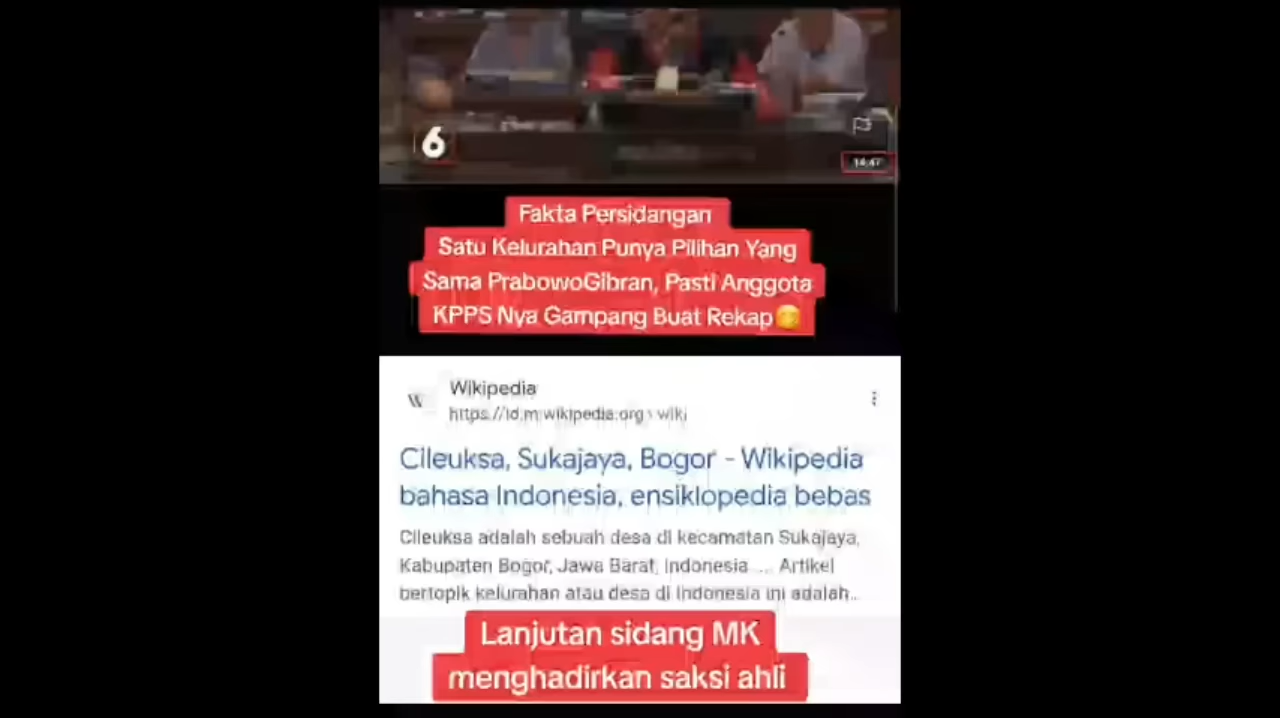 6
14:47
Fakta Persidangan
Satu Kelurahan Punya Pilihan Yang
Sama PrabowoGibran, Pasti Anggota
KPPS Nya Gampang Buat Rekap
W
Wikipedia
https://id.m.wikipedia.org › wiki
Cileuksa, Sukajaya, Bogor - Wikipedia
bahasa Indonesia, ensiklopedia bebas
Cileuksa adalah sebuah desa di kecamatan Sukajaya,
Kabupaten Bogor, Jawa Barat, Indonesia .... Artikel
bertopik kelurahan atau desa di Indonesia ini adalah..
Lanjutan sidang MK
menghadirkan saksi ahli